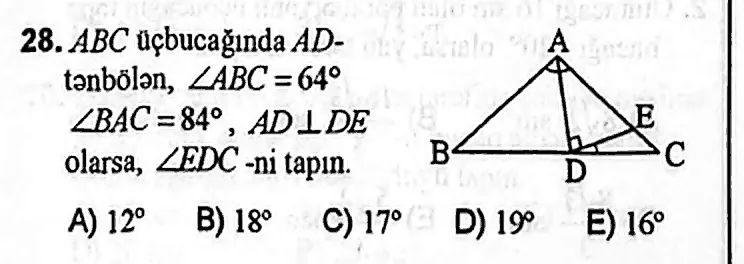 28. ABC üçbucağında AD-
tənbölən, ∠ABC = 64°
∠BAC = 84°, AD⊥DE
olarsa, ∠EDC -ni tapın.
A
E
B
D
C
A) 12° B) 18° C) 17° D) 19° E) 16°